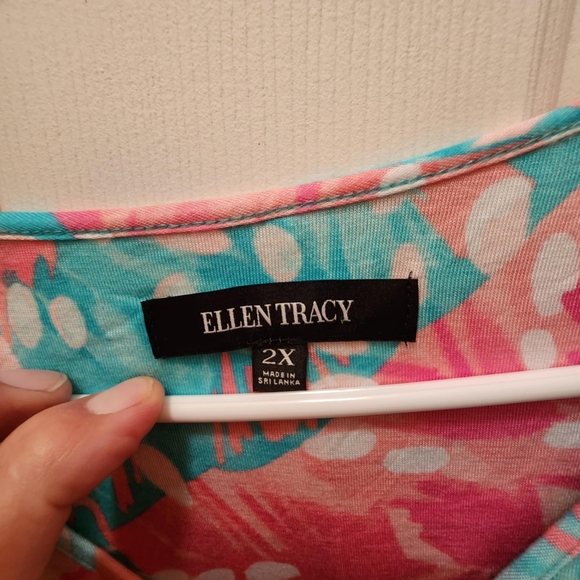 ELLEN TRACY
2X
MADE IN
SRI LANKA